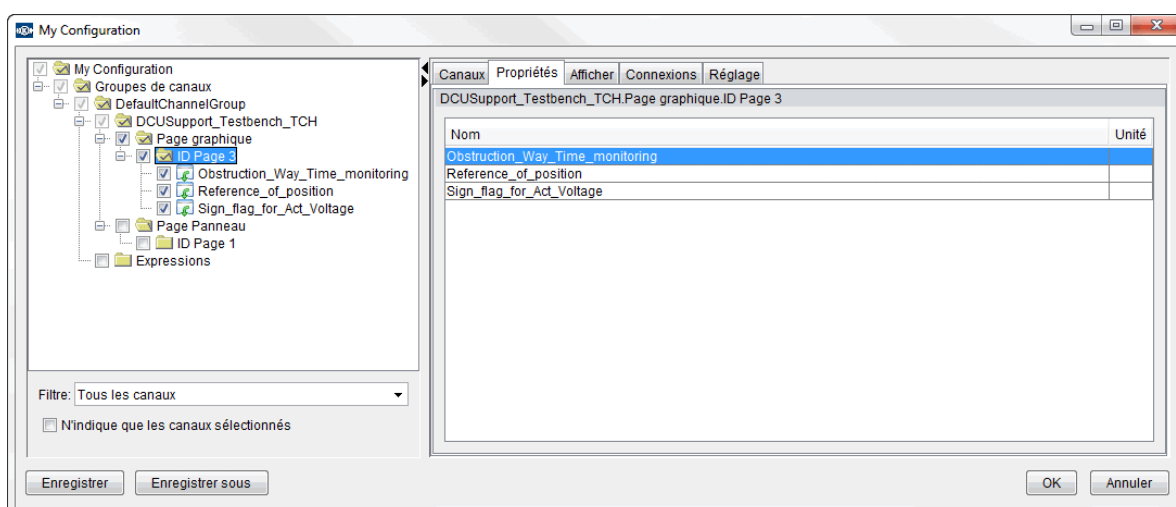 My Configuration
My Configuration
Groupes de canaux
DefaultChannelGroup
DCUSupport_Testbench_TCH
Page graphique
ID Page 3
Obstruction_Way_Time_monitoring
Reference_of_position
Sign_flag_for_Act_Voltage
Page Panneau
ID Page 1
Expressions
Filtre: Tous les canaux
N'indique que les canaux sélectionnés
Canaux Propriétés Afficher Connexions Réglage
DCUSupport_Testbench_TCH.Page graphique.ID Page 3
Nom Unité
Obstruction_Way_Time_monitoring
Reference_of_position
Sign_flag_for_Act_Voltage
Enregistrer Enregistrer sous OK Annuler